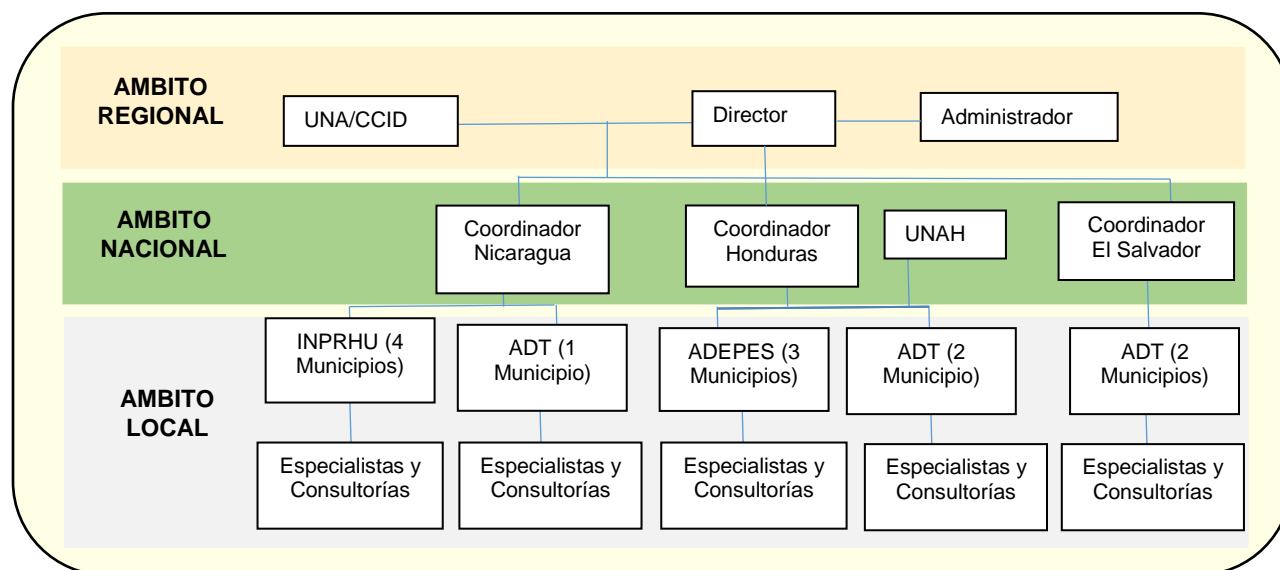 AMBITO
REGIONAL
UNA/CCID
Director
Administrador
AMBITO
NACIONAL
Coordinador
Nicaragua
Coordinador
Honduras
UNAH
Coordinador
El Salvador
AMBITO
LOCAL
INPRHU (4
Municipios)
ADT (1
Municipio)
ADEPES (3
Municipios)
ADT (2
Municipio)
ADT (2
Municipios)
Especialistas y
Consultorías
Especialistas y
Consultorías
Especialistas y
Consultorías
Especialistas y
Consultorías
Especialistas y
Consultorías